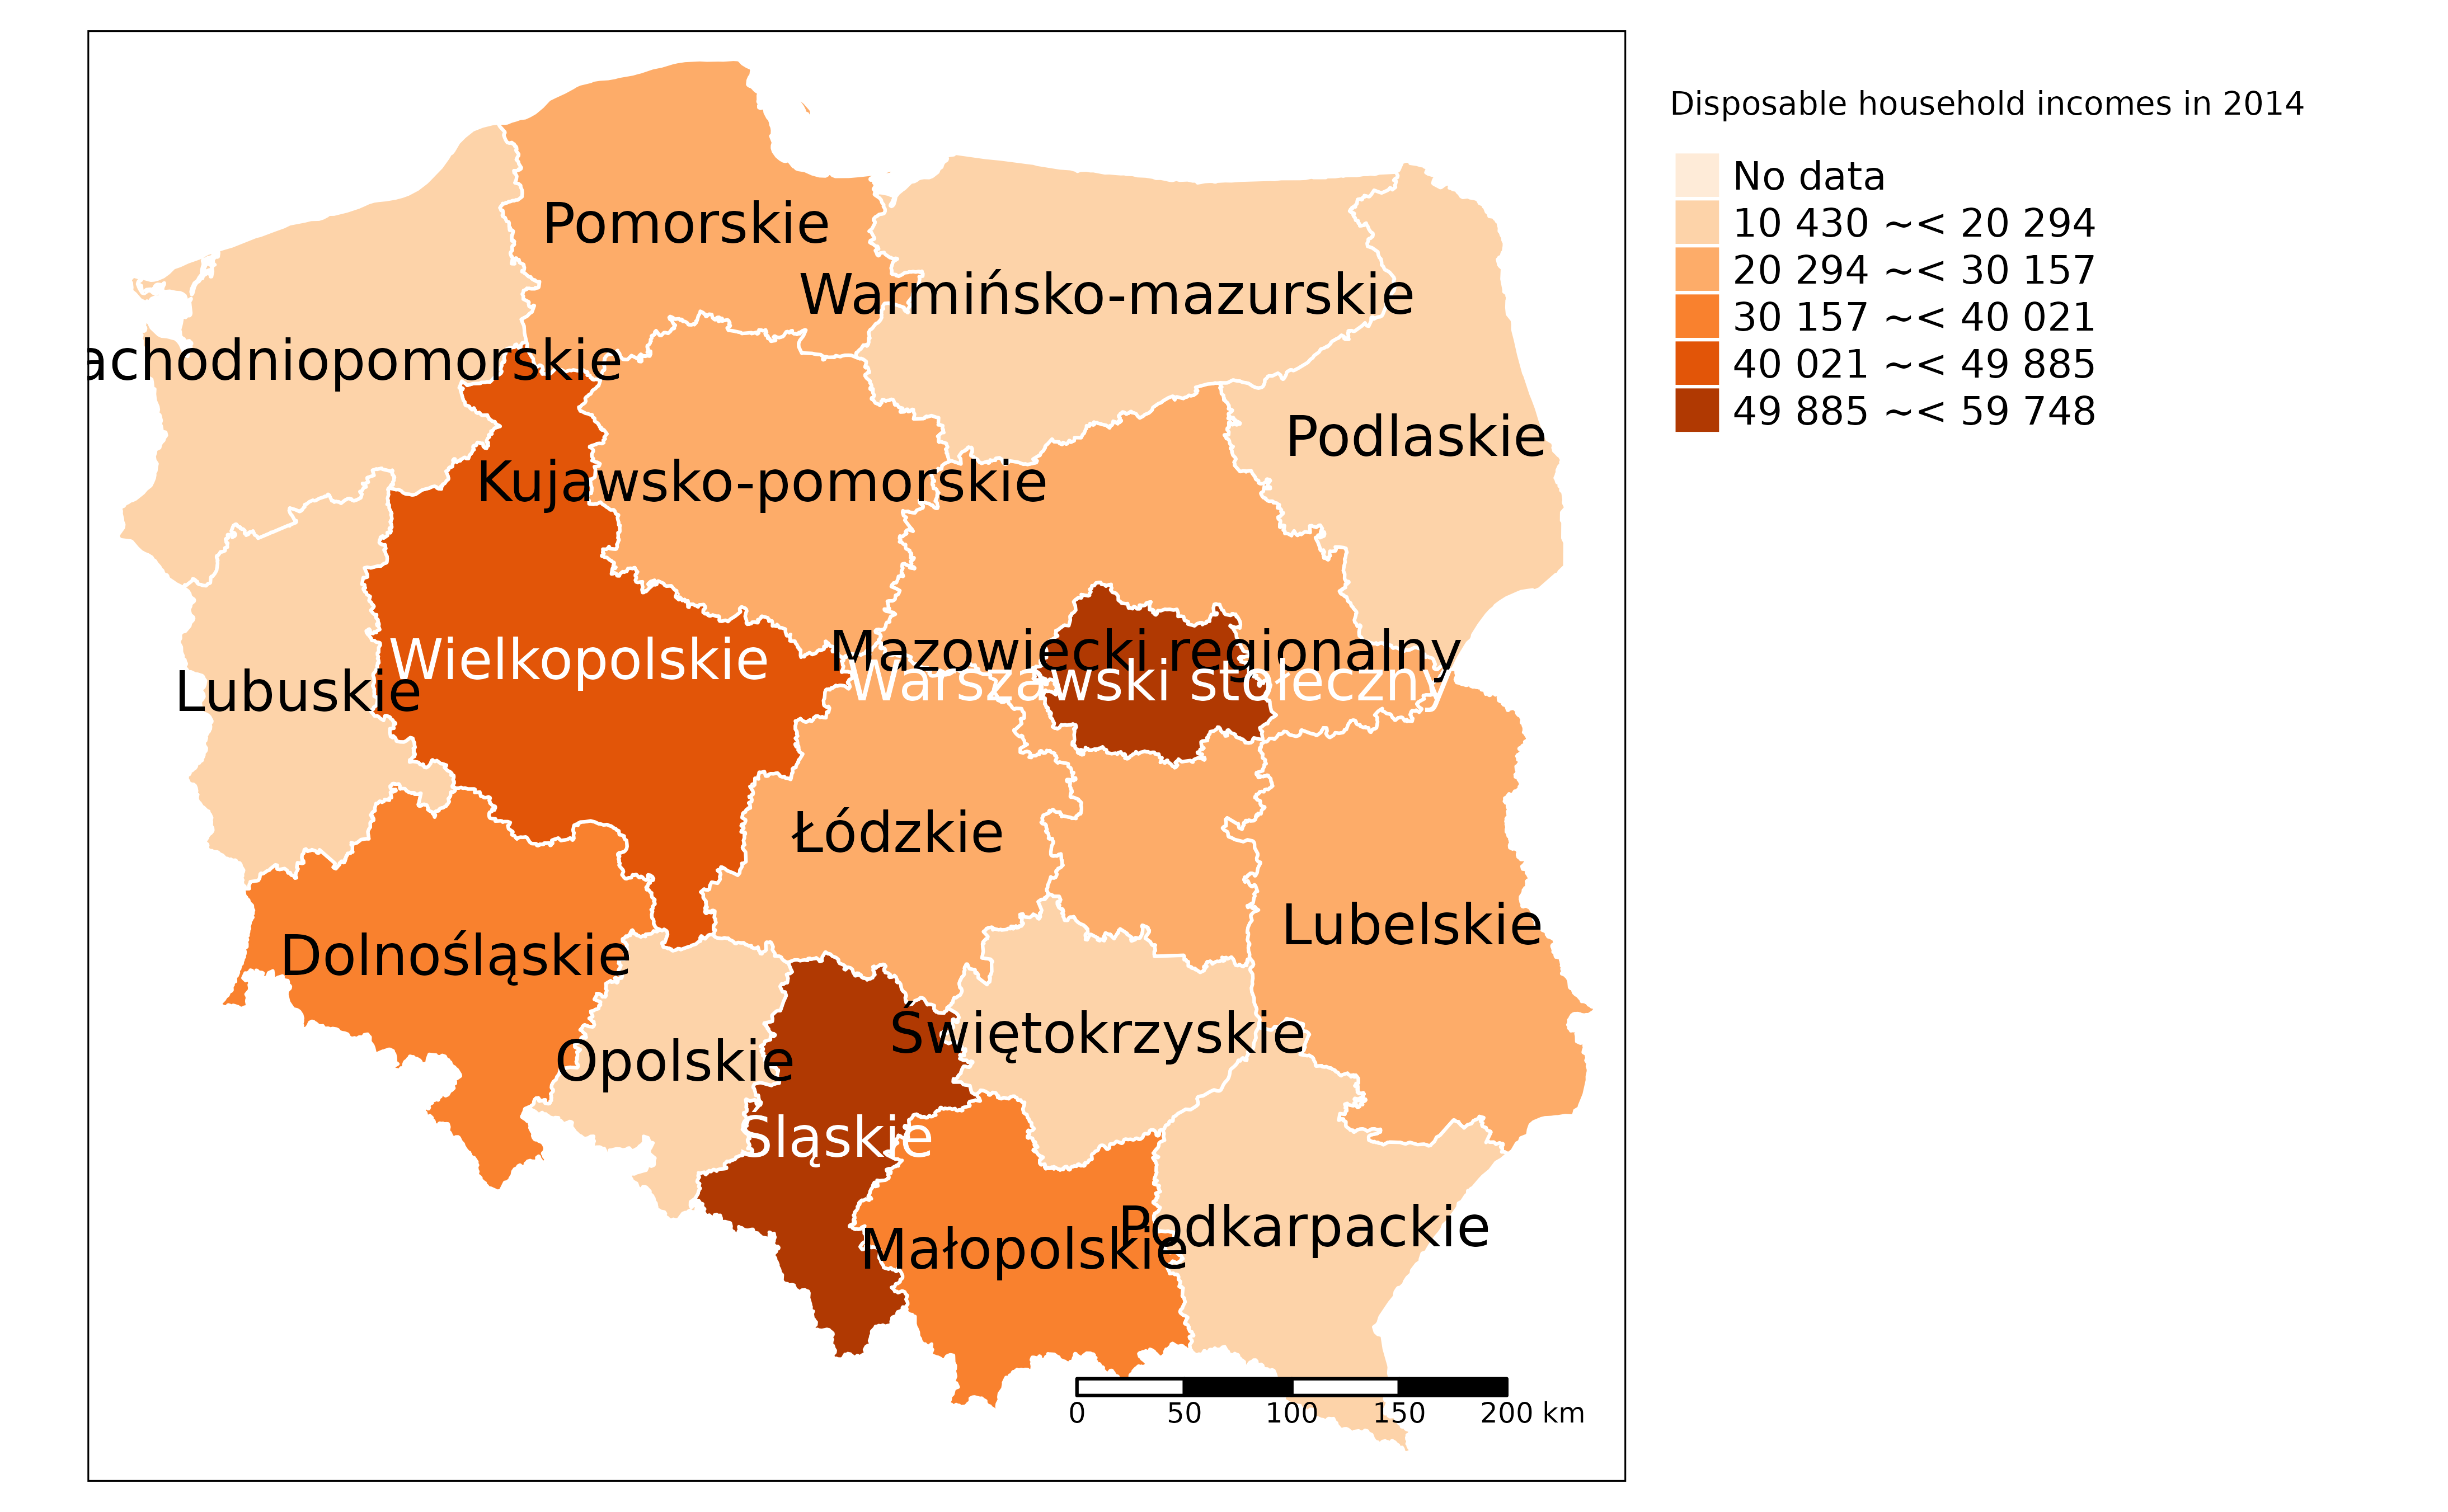 Disposable household incomes in 2014
No data
10 430 ~< 20 294
20 294 ~< 30 157
30 157 ~< 40 021
40 021 ~< 49 885
49 885 ~< 59 748
Pomorskie
Warmińsko-mazurskie
achodniopomorskie
Podlaskie
Kujawsko-pomorskie
Mazowiecki regionalny
Wielkopolskie
Warszawski stołeczny
Lubuskie
Łódzkie
Lubelskie
Dolnośląskie
Świętokrzyskie
Opolskie
Śląskie
Podkarpackie
Małopolskie
0 50 100 150 200 km